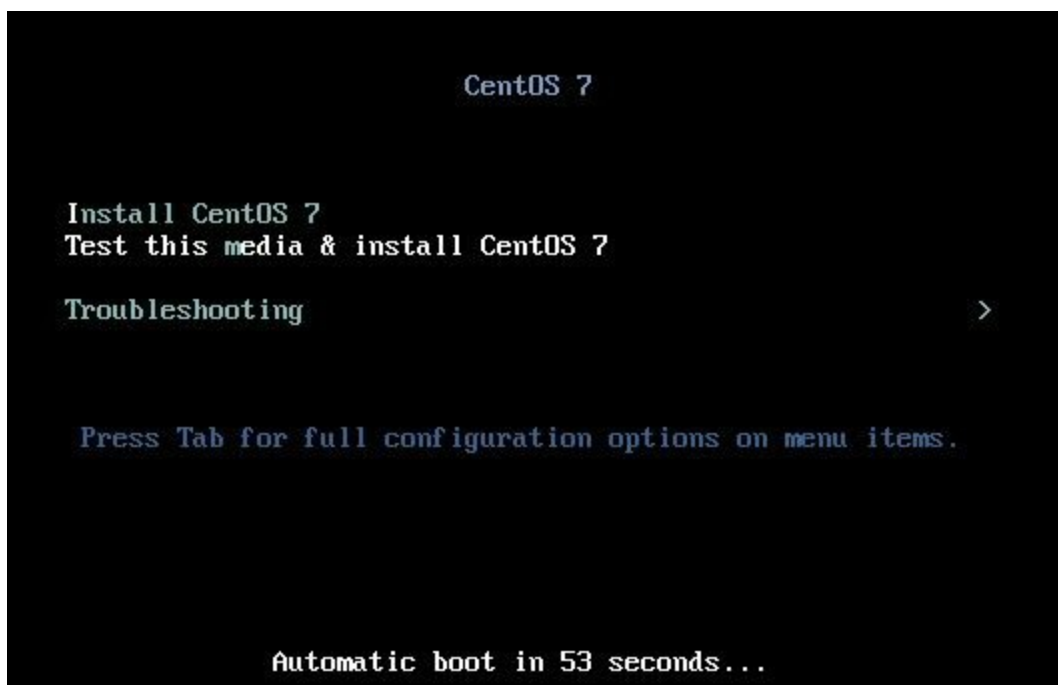 CentOS 7
Install CentOS 7
Test this media & install CentOS 7
Troubleshooting >
Press Tab for full configuration options on menu items.
Automatic boot in 53 seconds...